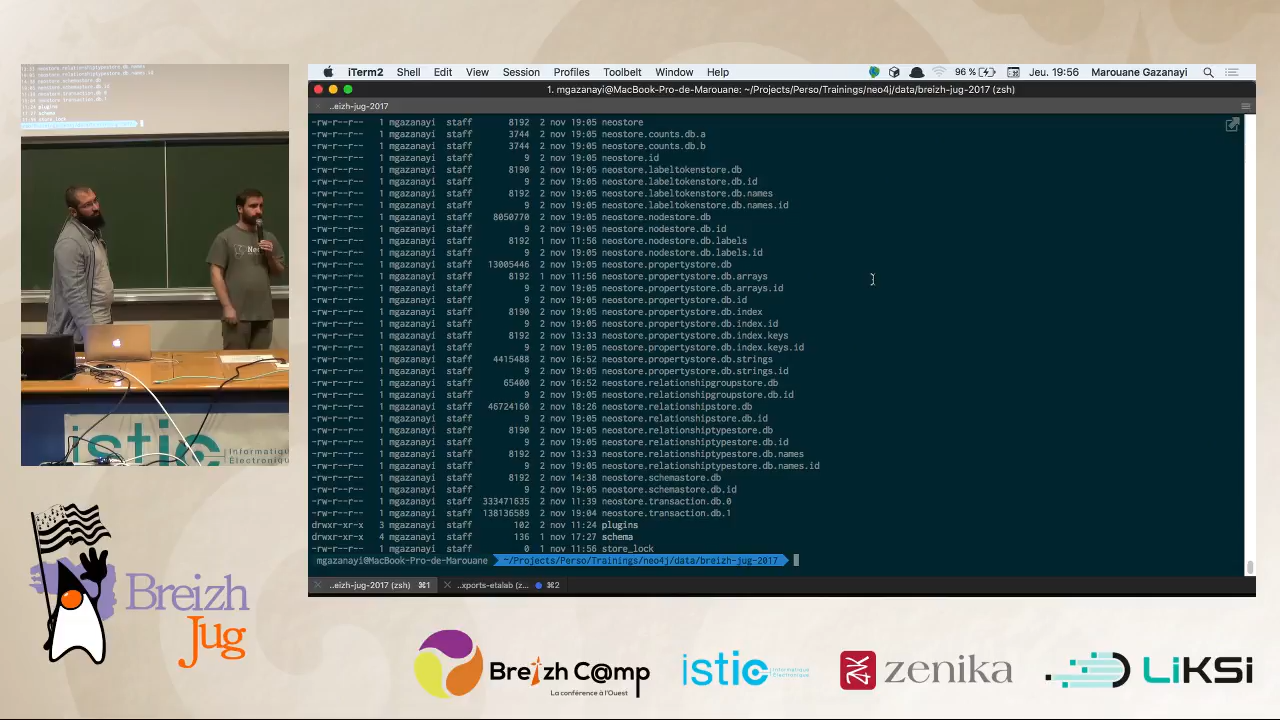 iTerm2 Shell Edit View Session Profiles Toolbelt Window Help 96 % Jeu. 19:56 Marouane Gazanayi
1. mgazanayi@MacBook-Pro-de-Marouane: ~/Projects/Perso/Trainings/neo4j/data/breizh-jug-2017 (zsh)
..eizh-jug-2017
-rw-r--r-- 1 mgazanayi staff 8192 2 nov 19:05 neostore
-rw-r--r-- 1 mgazanayi staff 3744 2 nov 19:05 neostore.counts.db.a
-rw-r--r-- 1 mgazanayi staff 3744 2 nov 19:05 neostore.counts.db.b
-rw-r--r-- 1 mgazanayi staff 9 2 nov 19:05 neostore.id
-rw-r--r-- 1 mgazanayi staff 8190 2 nov 19:05 neostore.labeltokenstore.db
-rw-r--r-- 1 mgazanayi staff 9 2 nov 19:05 neostore.labeltokenstore.db.id
-rw-r--r-- 1 mgazanayi staff 8192 2 nov 19:05 neostore.labeltokenstore.db.names
-rw-r--r-- 1 mgazanayi staff 9 2 nov 19:05 neostore.labeltokenstore.db.names.id
-rw-r--r-- 1 mgazanayi staff 8050770 2 nov 19:05 neostore.nodestore.db
-rw-r--r-- 1 mgazanayi staff 9 2 nov 19:05 neostore.nodestore.db.id
-rw-r--r-- 1 mgazanayi staff 8192 1 nov 11:56 neostore.nodestore.db.labels
-rw-r--r-- 1 mgazanayi staff 9 2 nov 19:05 neostore.nodestore.db.labels.id
-rw-r--r-- 1 mgazanayi staff 13005446 2 nov 19:05 neostore.propertystore.db
-rw-r--r-- 1 mgazanayi staff 8192 1 nov 11:56 neostore.propertystore.db.arrays
-rw-r--r-- 1 mgazanayi staff 9 2 nov 19:05 neostore.propertystore.db.arrays.id
-rw-r--r-- 1 mgazanayi staff 9 2 nov 19:05 neostore.propertystore.db.id
-rw-r--r-- 1 mgazanayi staff 8190 2 nov 19:05 neostore.propertystore.db.index
-rw-r--r-- 1 mgazanayi staff 9 2 nov 19:05 neostore.propertystore.db.index.id
-rw-r--r-- 1 mgazanayi staff 8192 2 nov 13:33 neostore.propertystore.db.index.keys
-rw-r--r-- 1 mgazanayi staff 9 2 nov 19:05 neostore.propertystore.db.index.keys.id
-rw-r--r-- 1 mgazanayi staff 4415488 2 nov 16:52 neostore.propertystore.db.strings
-rw-r--r-- 1 mgazanayi staff 9 2 nov 19:05 neostore.propertystore.db.strings.id
-rw-r--r-- 1 mgazanayi staff 65400 2 nov 16:52 neostore.relationshipgroupstore.db
-rw-r--r-- 1 mgazanayi staff 9 2 nov 19:05 neostore.relationshipgroupstore.db.id
-rw-r--r-- 1 mgazanayi staff 46724160 2 nov 18:26 neostore.relationshipstore.db
-rw-r--r-- 1 mgazanayi staff 9 2 nov 19:05 neostore.relationshipstore.db.id
-rw-r--r-- 1 mgazanayi staff 8190 2 nov 19:05 neostore.relationshiptypestore.db
-rw-r--r-- 1 mgazanayi staff 9 2 nov 19:05 neostore.relationshiptypestore.db.id
-rw-r--r-- 1 mgazanayi staff 8192 2 nov 13:33 neostore.relationshiptypestore.db.names
-rw-r--r-- 1 mgazanayi staff 9 2 nov 19:05 neostore.relationshiptypestore.db.names.id
-rw-r--r-- 1 mgazanayi staff 8192 2 nov 14:38 neostore.schemastore.db
-rw-r--r-- 1 mgazanayi staff 9 2 nov 19:05 neostore.schemastore.db.id
-rw-r--r-- 1 mgazanayi staff 333471635 2 nov 11:39 neostore.transaction.db.0
-rw-r--r-- 1 mgazanayi staff 138136589 2 nov 19:04 neostore.transaction.db.1
drwxr-xr-x 3 mgazanayi staff 102 2 nov 11:24 plugins
drwxr-xr-x 4 mgazanayi staff 136 1 nov 17:27 schema
-rw-r--r-- 1 mgazanayi staff 0 1 nov 11:56 store_lock
mgazanayi@MacBook-Pro-de-Marouane ~/Projects/Perso/Trainings/neo4j/data/breizh-jug-2017
..eizh-jug-2017 (zsh) ⌘1 ..xports-etalab (z... ⌘2
istic
Informatique
Électronique
Breizh
Jug
Breizh C@mp
La conférence à l'Ouest
istic Informatique Électronique
ZK zenika
LiKSi